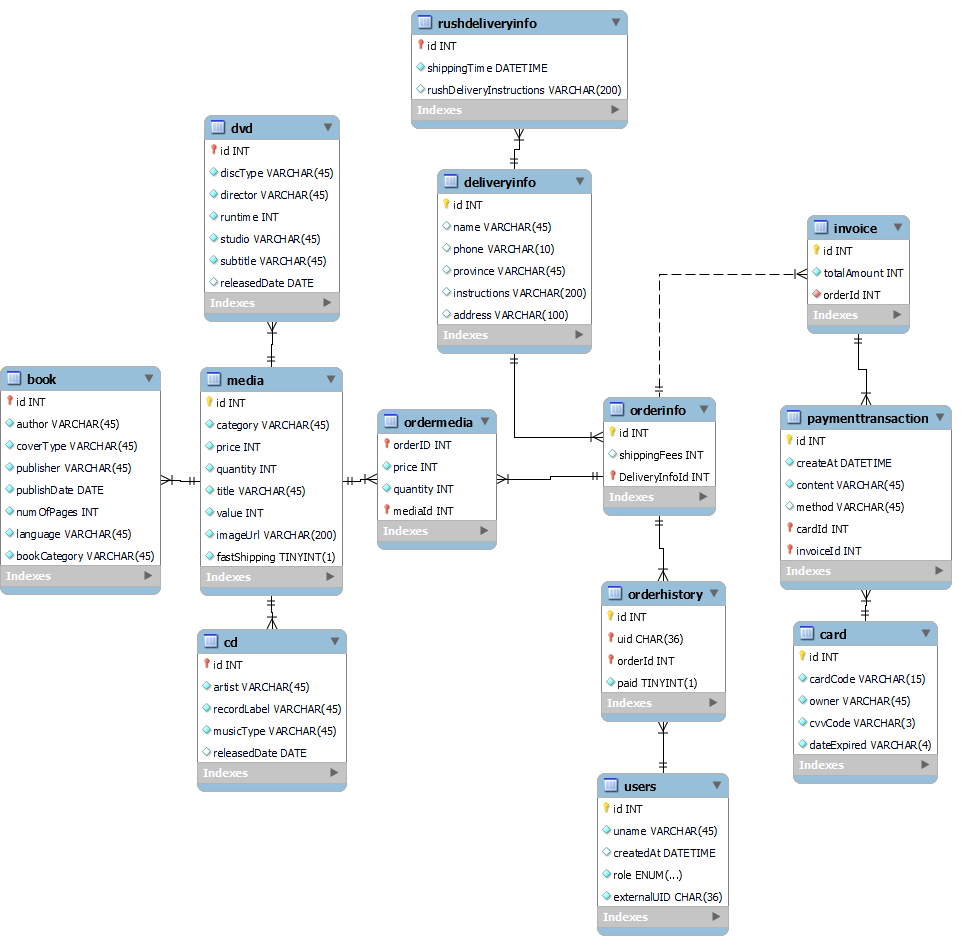 rushdeliveryinfo
id INT
shippingTime DATETIME
rushDeliveryInstructions VARCHAR(200)
Indexes
dvd
id INT
discType VARCHAR(45)
director VARCHAR(45)
runtime INT
studio VARCHAR(45)
subtitle VARCHAR(45)
releasedDate DATE
Indexes
deliveryinfo
id INT
name VARCHAR(45)
phone VARCHAR(10)
province VARCHAR(45)
instructions VARCHAR(200)
address VARCHAR(100)
Indexes
invoice
id INT
totalAmount INT
orderId INT
Indexes
book
id INT
author VARCHAR(45)
coverType VARCHAR(45)
publisher VARCHAR(45)
publishDate DATE
numOfPages INT
language VARCHAR(45)
bookCategory VARCHAR(45)
Indexes
media
id INT
category VARCHAR(45)
price INT
quantity INT
title VARCHAR(45)
value INT
imageUrl VARCHAR(200)
fastShipping TINYINT(1)
Indexes
ordermedia
orderID INT
price INT
quantity INT
mediaId INT
Indexes
orderinfo
id INT
shippingFees INT
DeliveryInfoId INT
Indexes
paymenttransaction
id INT
createAt DATETIME
content VARCHAR(45)
method VARCHAR(45)
cardId INT
invoiceId INT
Indexes
cd
id INT
artist VARCHAR(45)
recordLabel VARCHAR(45)
musicType VARCHAR(45)
releasedDate DATE
Indexes
orderhistory
id INT
uid CHAR(36)
orderId INT
paid TINYINT(1)
Indexes
card
id INT
cardCode VARCHAR(15)
owner VARCHAR(45)
cvvCode VARCHAR(3)
dateExpired VARCHAR(4)
Indexes
users
id INT
uname VARCHAR(45)
createdAt DATETIME
role ENUM(...)
externalUID CHAR(36)
Indexes